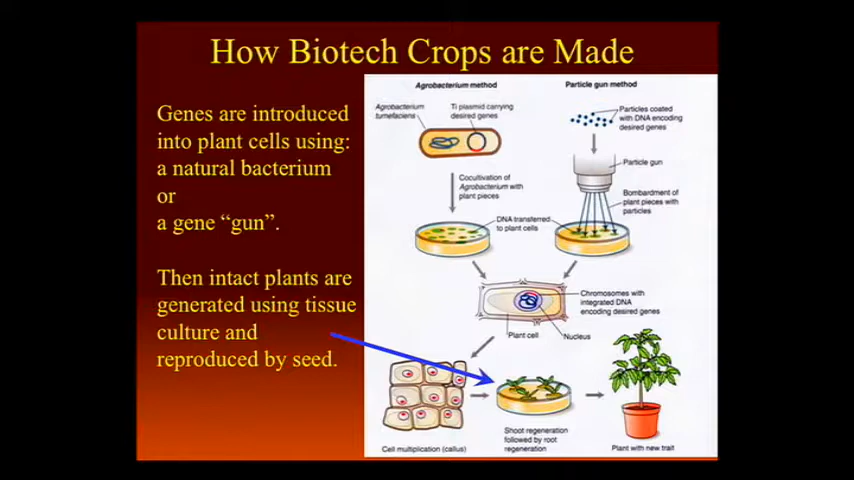 How Biotech Crops are Made
Genes are introduced
into plant cells using:
a natural bacterium
or
a gene “gun”.
Then intact plants are
generated using tissue
culture and
reproduced by seed.
Agrobacterium method
Particle gun method
Agrobacterium
tumefaciens
Ti plasmid carrying
desired genes
Particles coated
with DNA encoding
desired genes
Particle gun
Cocultivation of
Agrobacterium with
plant pieces
Bombardment of
plant pieces with
particles
DNA transferred
to plant cells
Chromosomes with
integrated DNA
encoding desired genes
Plant cell
Nucleus
Cell multiplication (callus)
Shoot regeneration
followed by root
regeneration
Plant with new trait